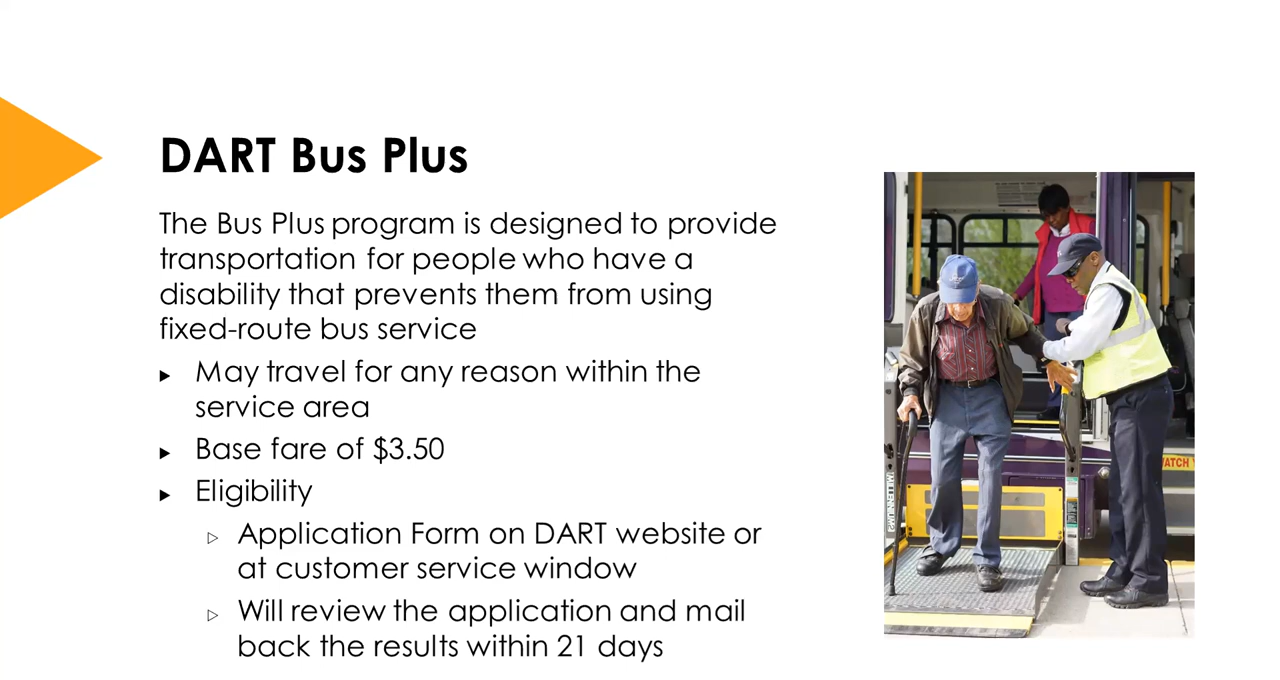 DART Bus Plus
The Bus Plus program is designed to provide
transportation for people who have a
disability that prevents them from using
fixed-route bus service
May travel for any reason within the
service area
Base fare of $3.50
Eligibility
Application Form on DART website or
at customer service window
Will review the application and mail
back the results within 21 days
WATCH